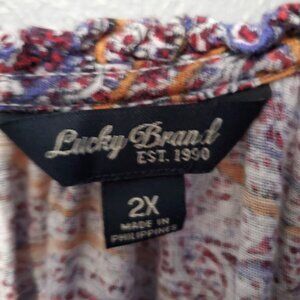 Lucky Brand
EST. 1990
2X
MADE IN
PHILIPPINES